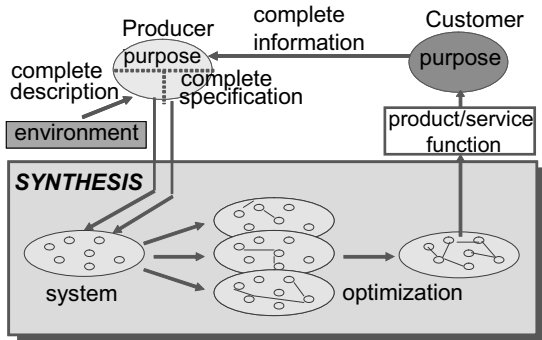 Producer
complete
information
Customer
purpose
purpose
complete
description
complete
specification
environment
product/service
function
SYNTHESIS
system
optimization